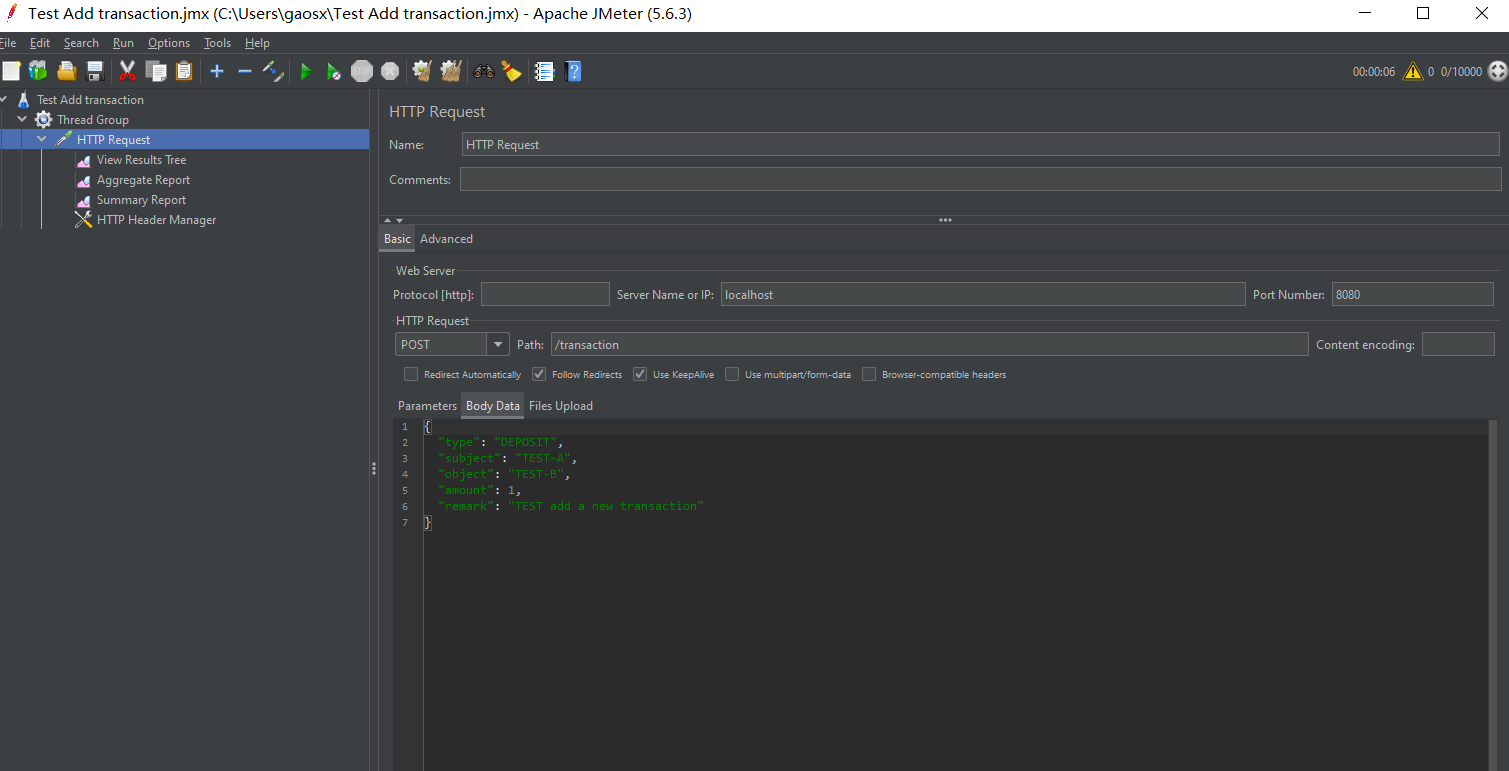 Test Add transaction.jmx (C:\Users\gaosx\Test Add transaction.jmx) - Apache JMeter (5.6.3)
File Edit Search Run Options Tools Help
STOP
00:00:06 0 0/10000
Test Add transaction
Thread Group
HTTP Request
View Results Tree
Aggregate Report
Summary Report
HTTP Header Manager
HTTP Request
Name: HTTP Request
Comments:
Basic Advanced
Web Server
Protocol [http]: Server Name or IP: localhost Port Number: 8080
HTTP Request
POST Path: /transaction Content encoding:
Redirect Automatically Follow Redirects Use KeepAlive Use multipart/form-data Browser-compatible headers
Parameters Body Data Files Upload
1 {
2 "type": "DEPOSIT",
3 "subject": "TEST-A",
4 "object": "TEST-B",
5 "amount": 1,
6 "remark": "TEST add a new transaction"
7 }